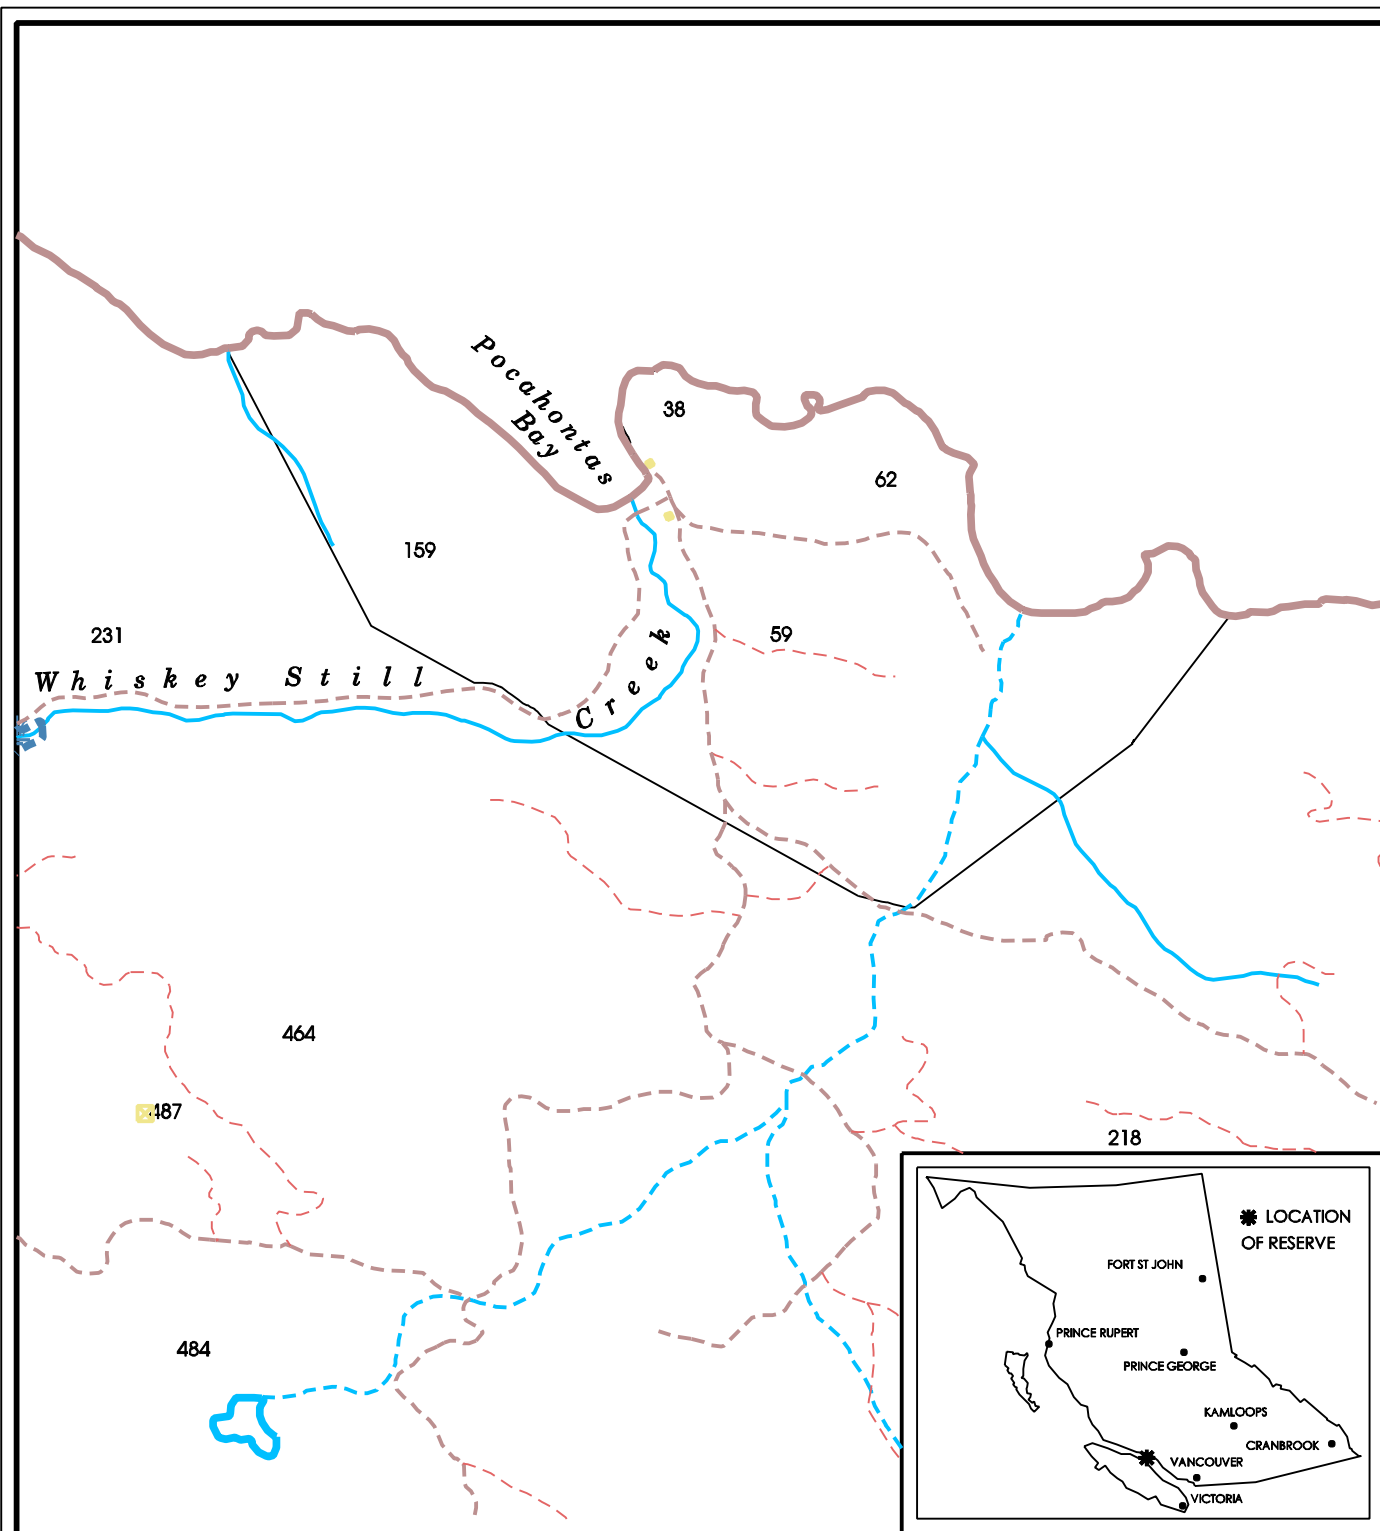 Pocahontas
Bay
38
62
159
231
59
Whiskey Still
Creek
464
487
218
484
LOCATION
OF RESERVE
FORT ST JOHN
PRINCE RUPERT
PRINCE GEORGE
KAMLOOPS
CRANBROOK
VANCOUVER
VICTORIA